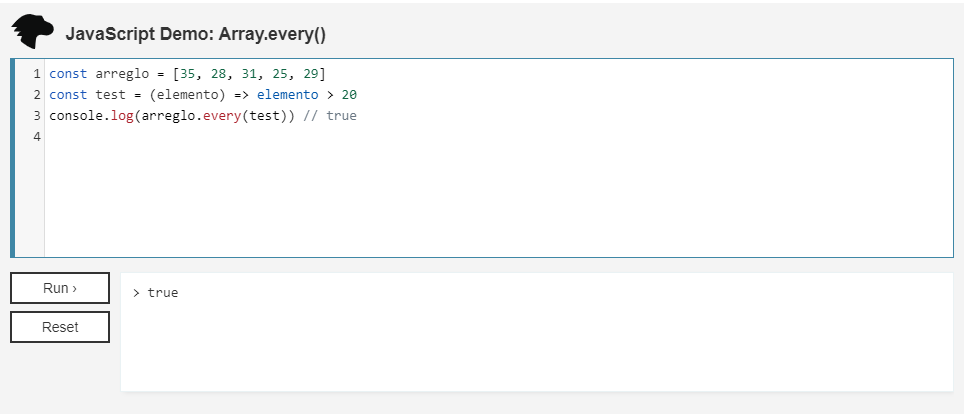 JavaScript Demo: Array.every()
1 const arreglo = [35, 28, 31, 25, 29]
2 const test = (elemento) => elemento > 20
3 console.log(arreglo.every(test)) // true
4
Run ›
> true
Reset